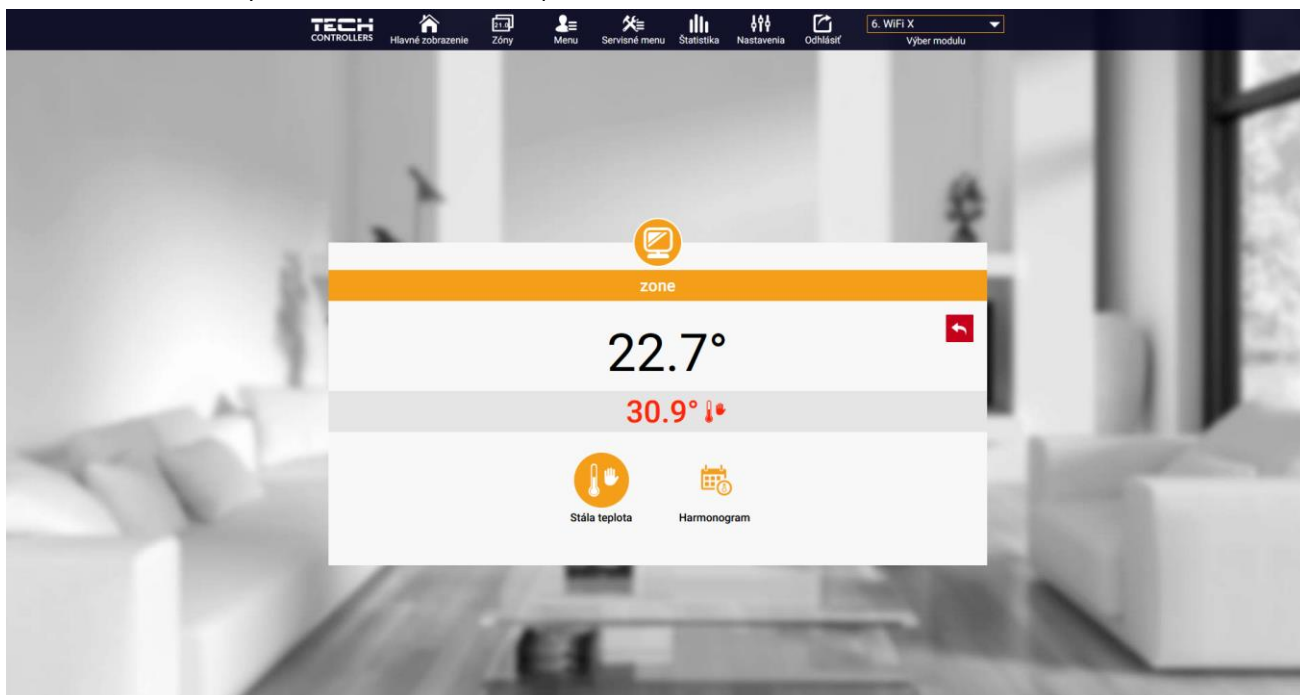 TECH
CONTROLLERS
Hlavné zobrazenie
Zóny
Menu
Servisné menu
Štatistika
Nastavenia
Odhlásiť
6. WiFi X
Výber modulu
zone
22.7°
30.9°
Stála teplota
Harmonogram